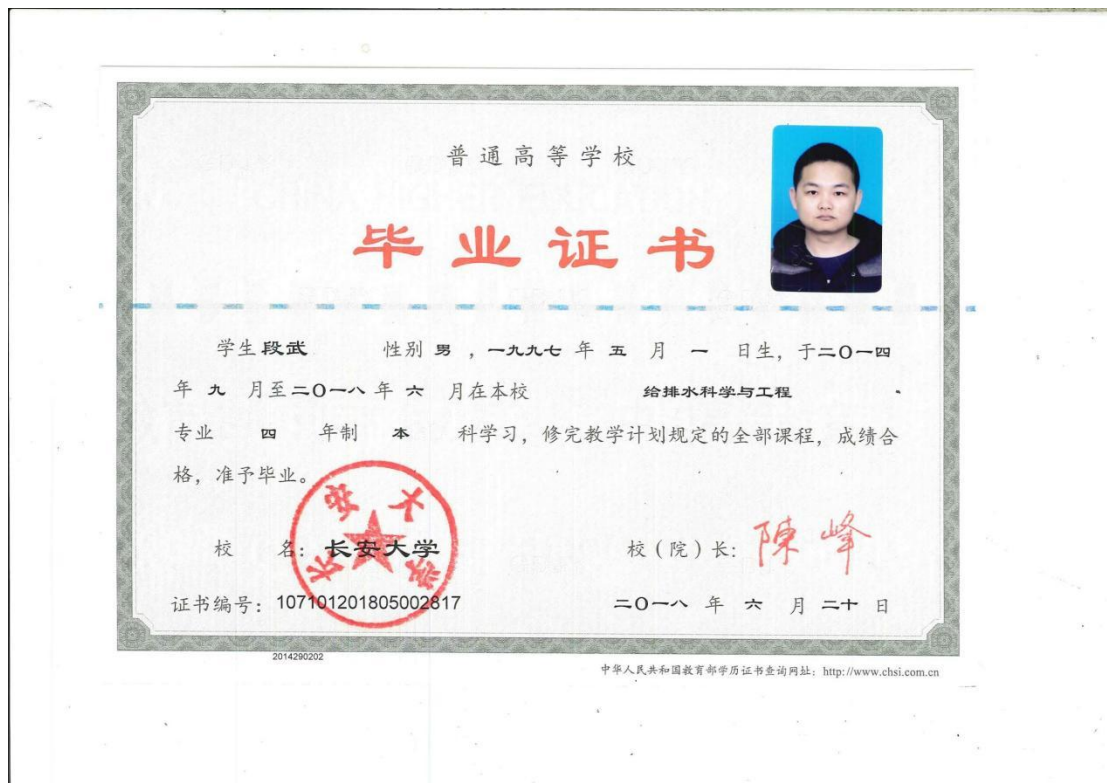 普通高等学校
毕业证书
学生 段武 性别 男 ，一九九七 年 五 月 一 日生，于二〇一四
年 九 月至二〇一八 年 六 月在本校 给排水科学与工程
专业 四 年制 本 科学习，修完教学计划规定的全部课程，成绩合
格，准予毕业。
长安大学
校 名：长安大学 校（院）长：陈峰
证书编号：107101201805002817 二〇一八 年 六 月 二十 日
2014290202
中华人民共和国教育部学历证书查询网址：http://www.chsi.com.cn